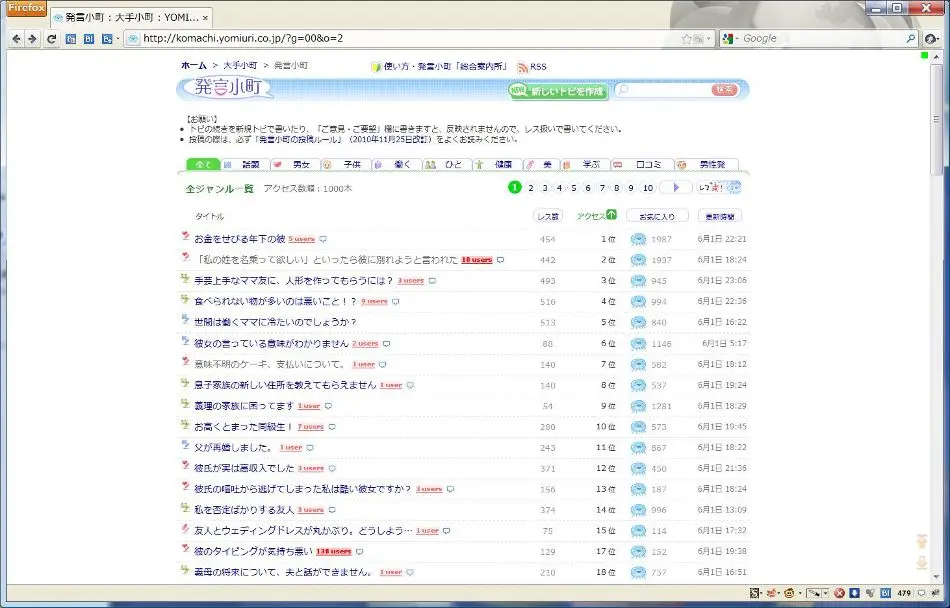 Firefox
発言小町 : 大手小町 : YOMI...
http://komachi.yomiuri.co.jp/?g=00&o=2
Google
ホーム > 大手小町 > 発言小町
使い方・発言小町「総合案内所」
RSS
発言小町
NEW 新しいトピを作成
検索
【お願い】
トピの続きを新規トピで書いたり、「ご意見・ご要望」欄に書きますと、反映されませんので、レス扱いで書いてください。
投稿の際は、必ず「発言小町の投稿ルール」（2010年11月25日改訂）をよくお読みください。
全て 話題 男女 子供 働く ひと 健康 美 学ぶ 口コミ 男性発
全ジャンル一覧 アクセス数順：1000本
1 2 3 4 5 6 7 8 9 10
タイトル レス数 アクセス お気に入り 更新時間
お金をせびる年下の彼 5 users 454 1位 1987 6月1日 22:21
「私の姓を名乗って欲しい」といったら彼に別れようと言われた 10 users 442 2位 1937 6月1日 18:24
手芸上手なママ友に、人形を作ってもらうには？ 3 users 493 3位 945 6月1日 23:06
食べられない物が多いのは悪いこと！？ 9 users 516 4位 994 6月1日 22:36
世間は働くママに冷たいのでしょうか？ 513 5位 840 6月1日 16:22
彼女の言っている意味がわかりません 2 users 88 6位 1146 6月1日 5:17
意味不明のケーキ、支払いについて。 1 user 140 7位 582 6月1日 18:12
息子家族の新しい住所を教えてもらえません 1 user 140 8位 537 6月1日 19:24
義理の家族に困ってます 1 user 54 9位 1281 6月1日 18:29
お高くとまった同級生！ 7 users 280 10位 573 6月1日 19:45
父が再婚しました。 1 user 243 11位 867 6月1日 18:22
彼氏が実は高収入でした 3 users 371 12位 450 6月1日 21:36
彼氏の嘔吐から逃げてしまった私は酷い彼女ですか？ 3 users 156 13位 187 6月1日 18:24
私を否定ばかりする友人 3 users 374 14位 996 6月1日 13:09
友人とウェディングドレスが丸かぶり。どうしよう… 1 user 75 15位 114 6月1日 17:32
彼のタイピングが気持ち悪い 138 users 129 17位 152 6月1日 19:38
義母の将来について、夫と話ができません。 1 user 210 18位 757 6月1日 16:51
479